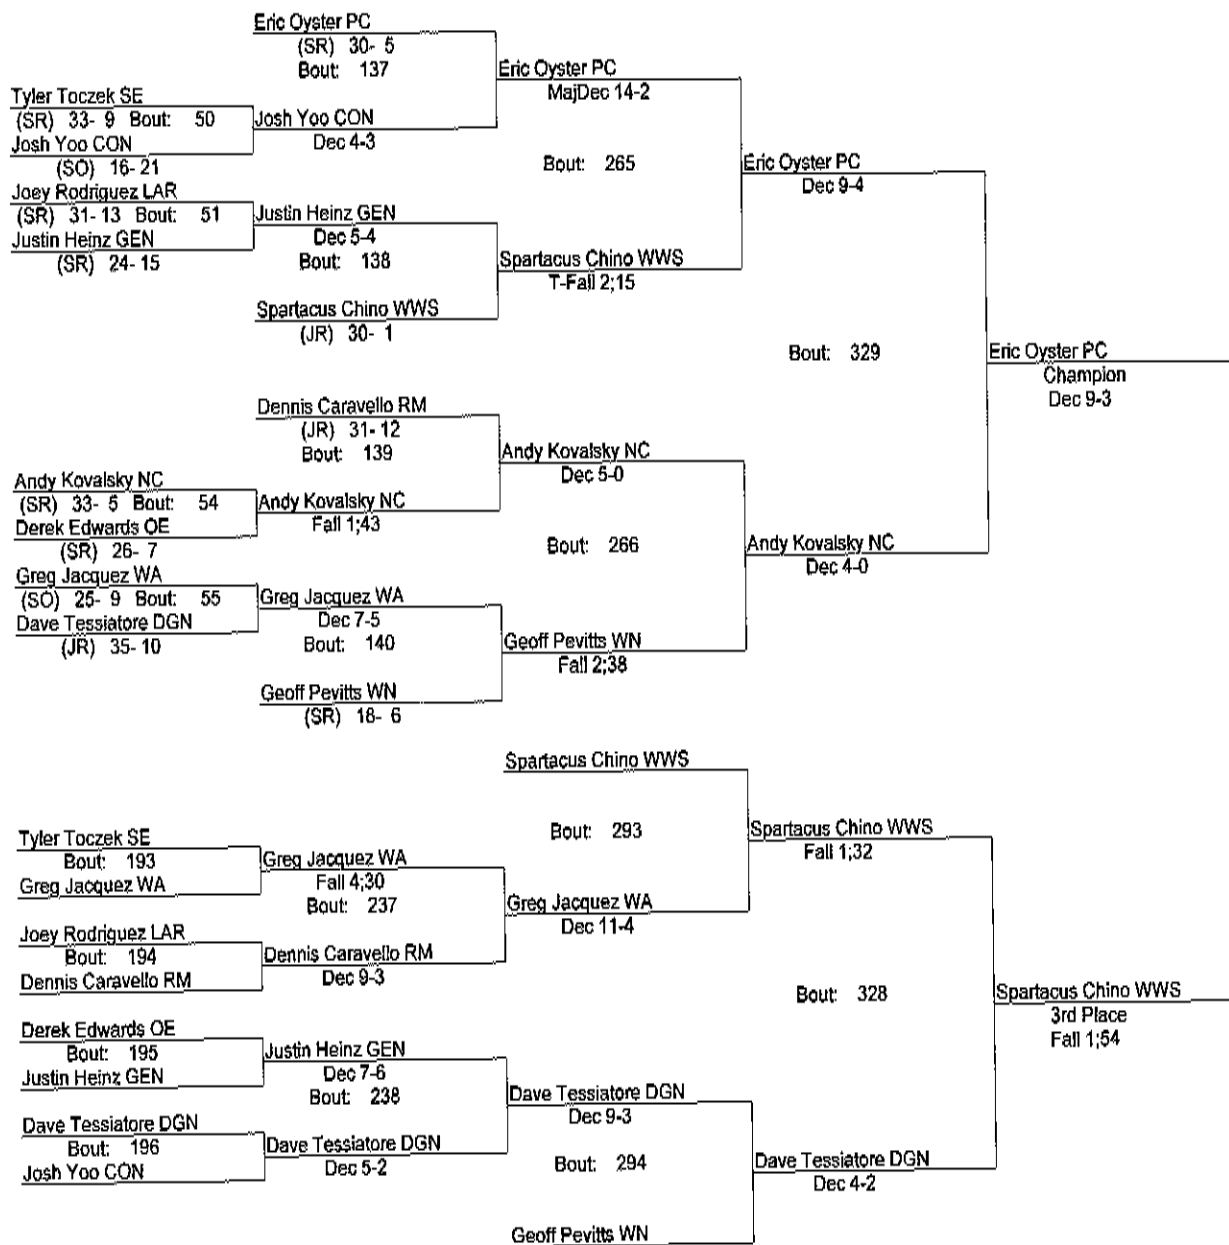 Eric Oyster PC
(SR) 30- 5
Bout: 137
Eric Oyster PC
MajDec 14-2
Tyler Toczek SE
(SR) 33- 9 Bout: 50
Josh Yoo CON
Dec 4-3
Josh Yoo CON
(SO) 16- 21
Bout: 265
Eric Oyster PC
Dec 9-4
Joey Rodriguez LAR
(SR) 31- 13 Bout: 51
Justin Heinz GEN
Dec 5-4
Justin Heinz GEN
(SR) 24- 15
Bout: 138
Spartacus Chino WWS
T-Fall 2;15
Spartacus Chino WWS
(JR) 30- 1
Bout: 329
Eric Oyster PC
Champion
Dec 9-3
Dennis Caravello RM
(JR) 31- 12
Bout: 139
Andy Kovalsky NC
Dec 5-0
Andy Kovalsky NC
(SR) 33- 5 Bout: 54
Andy Kovalsky NC
Fall 1;43
Derek Edwards OE
(SR) 26- 7
Bout: 266
Andy Kovalsky NC
Dec 4-0
Greg Jacquez WA
(SO) 25- 9 Bout: 55
Greg Jacquez WA
Dec 7-5
Dave Tessiatore DGN
(JR) 35- 10
Bout: 140
Geoff Pevitts WN
Fall 2;38
Geoff Pevitts WN
(SR) 18- 6
Spartacus Chino WWS
Bout: 293
Spartacus Chino WWS
Fall 1;32
Tyler Toczek SE
Bout: 193
Greg Jacquez WA
Greg Jacquez WA
Fall 4;30
Bout: 237
Greg Jacquez WA
Dec 11-4
Joey Rodriguez LAR
Bout: 194
Dennis Caravello RM
Dennis Caravello RM
Dec 9-3
Bout: 328
Spartacus Chino WWS
3rd Place
Fall 1;54
Derek Edwards OE
Bout: 195
Justin Heinz GEN
Justin Heinz GEN
Dec 7-6
Bout: 238
Dave Tessiatore DGN
Dec 9-3
Dave Tessiatore DGN
Bout: 196
Josh Yoo CON
Dave Tessiatore DGN
Dec 5-2
Bout: 294
Dave Tessiatore DGN
Dec 4-2
Geoff Pevitts WN